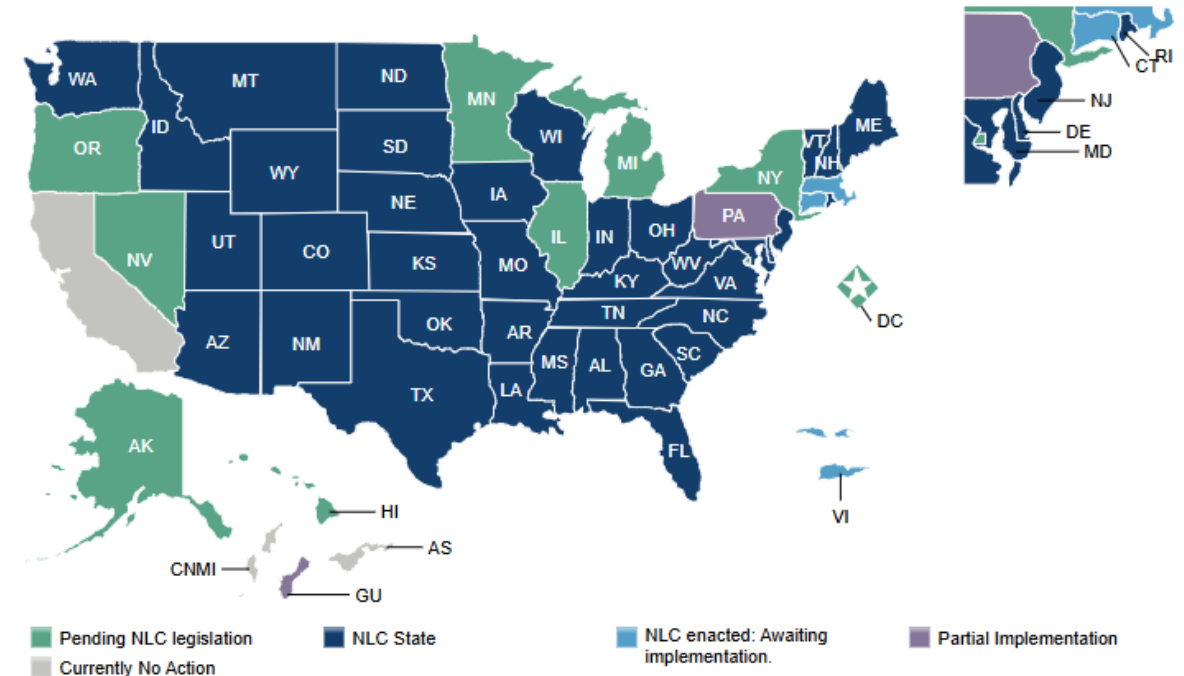 WA
MT
ND
MN
OR
ID
SD
WI
MI
WY
NE
IA
NY
VT
NH
ME
NV
UT
CO
KS
MO
IL
IN
OH
PA
WV
VA
KY
AZ
NM
OK
AR
TN
NC
SC
TX
LA
MS
AL
GA
FL
AK
HI
AS
CNMI
GU
RI
CT
NJ
DE
MD
DC
VI
Pending NLC legislation
NLC State
NLC enacted: Awaiting
implementation.
Partial Implementation
Currently No Action